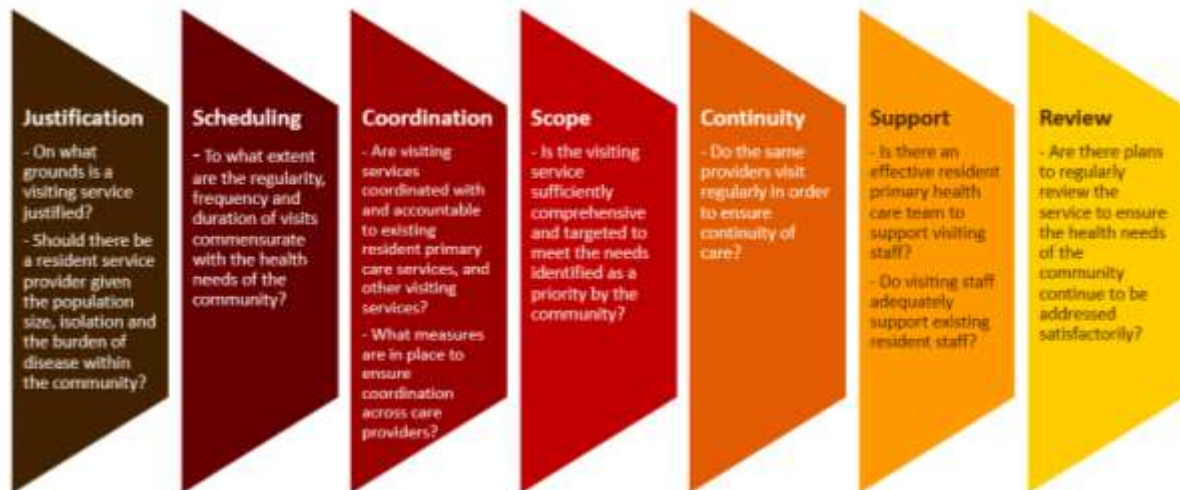 Justification
- On what
grounds is a
visiting service
justified?
- Should there be
a resident service
provider given
the population
size, isolation and
the burden of
disease within
the community?
Scheduling
- To what extent
are the regularity,
frequency and
duration of visits
commensurate
with the health
needs of the
community?
Coordination
- Are visiting
services
coordinated with
and accountable
to existing
resident primary
care services, and
other visiting
services?
- What measures
are in place to
ensure
coordination
across care
providers?
Scope
- Is the visiting
service
sufficiently
comprehensive
and targeted to
meet the needs
identified as a
priority by the
community?
Continuity
- Do the same
providers visit
regularly in order
to ensure
continuity of
care?
Support
- Is there an
effective resident
primary health
care team to
support visiting
staff?
- Do visiting staff
adequately
support existing
resident staff?
Review
- Are there plans
to regularly
review the
service to ensure
the health needs
of the
community
continue to be
addressed
satisfactorily?